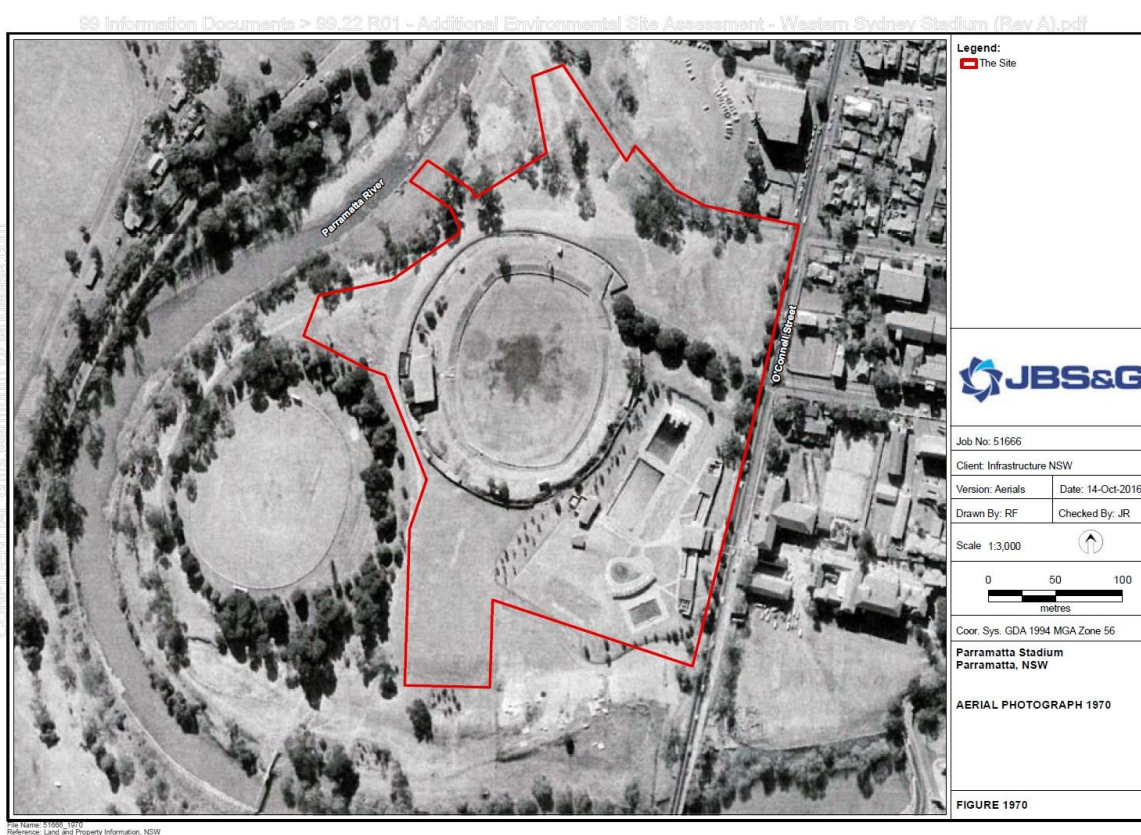 99 Information Documents > 99.22 R01 - Additional Environmental Site Assessment - Western Sydney Stadium (Rev A).pdf
Parramatta River
O'Connell Street
Legend:
The Site
JBS&G
Job No: 51666
Client: Infrastructure NSW
Version: Aerials
Date: 14-Oct-2016
Drawn By: RF
Checked By: JR
Scale 1:3,000
0 50 100
metres
Coor. Sys. GDA 1994 MGA Zone 56
Parramatta Stadium
Parramatta, NSW
AERIAL PHOTOGRAPH 1970
FIGURE 1970
File Name: 51666_1970
Reference: Land and Property Information, NSW